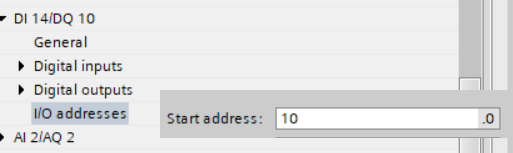 DI 14/DQ 10
General
Digital inputs
Digital outputs
I/O addresses
Start address: 10 .0
AI 2/AQ 2